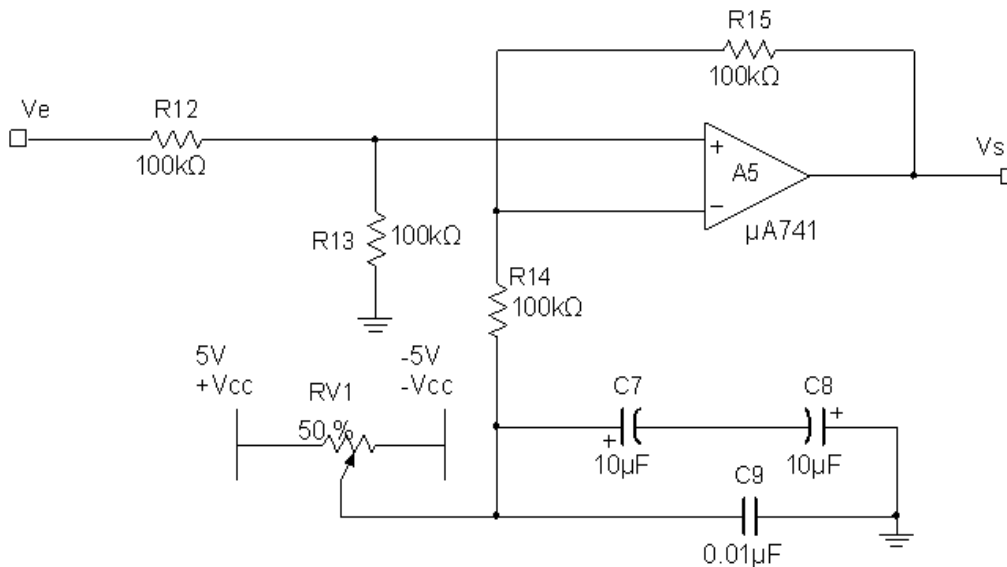 R15
100kΩ
Ve
R12
100kΩ
+
A5
−
µA741
Vs
R13
100kΩ
R14
100kΩ
5V
+Vcc
-5V
-Vcc
RV1
50 %
C7
+
10µF
C8
+
10µF
C9
0.01µF